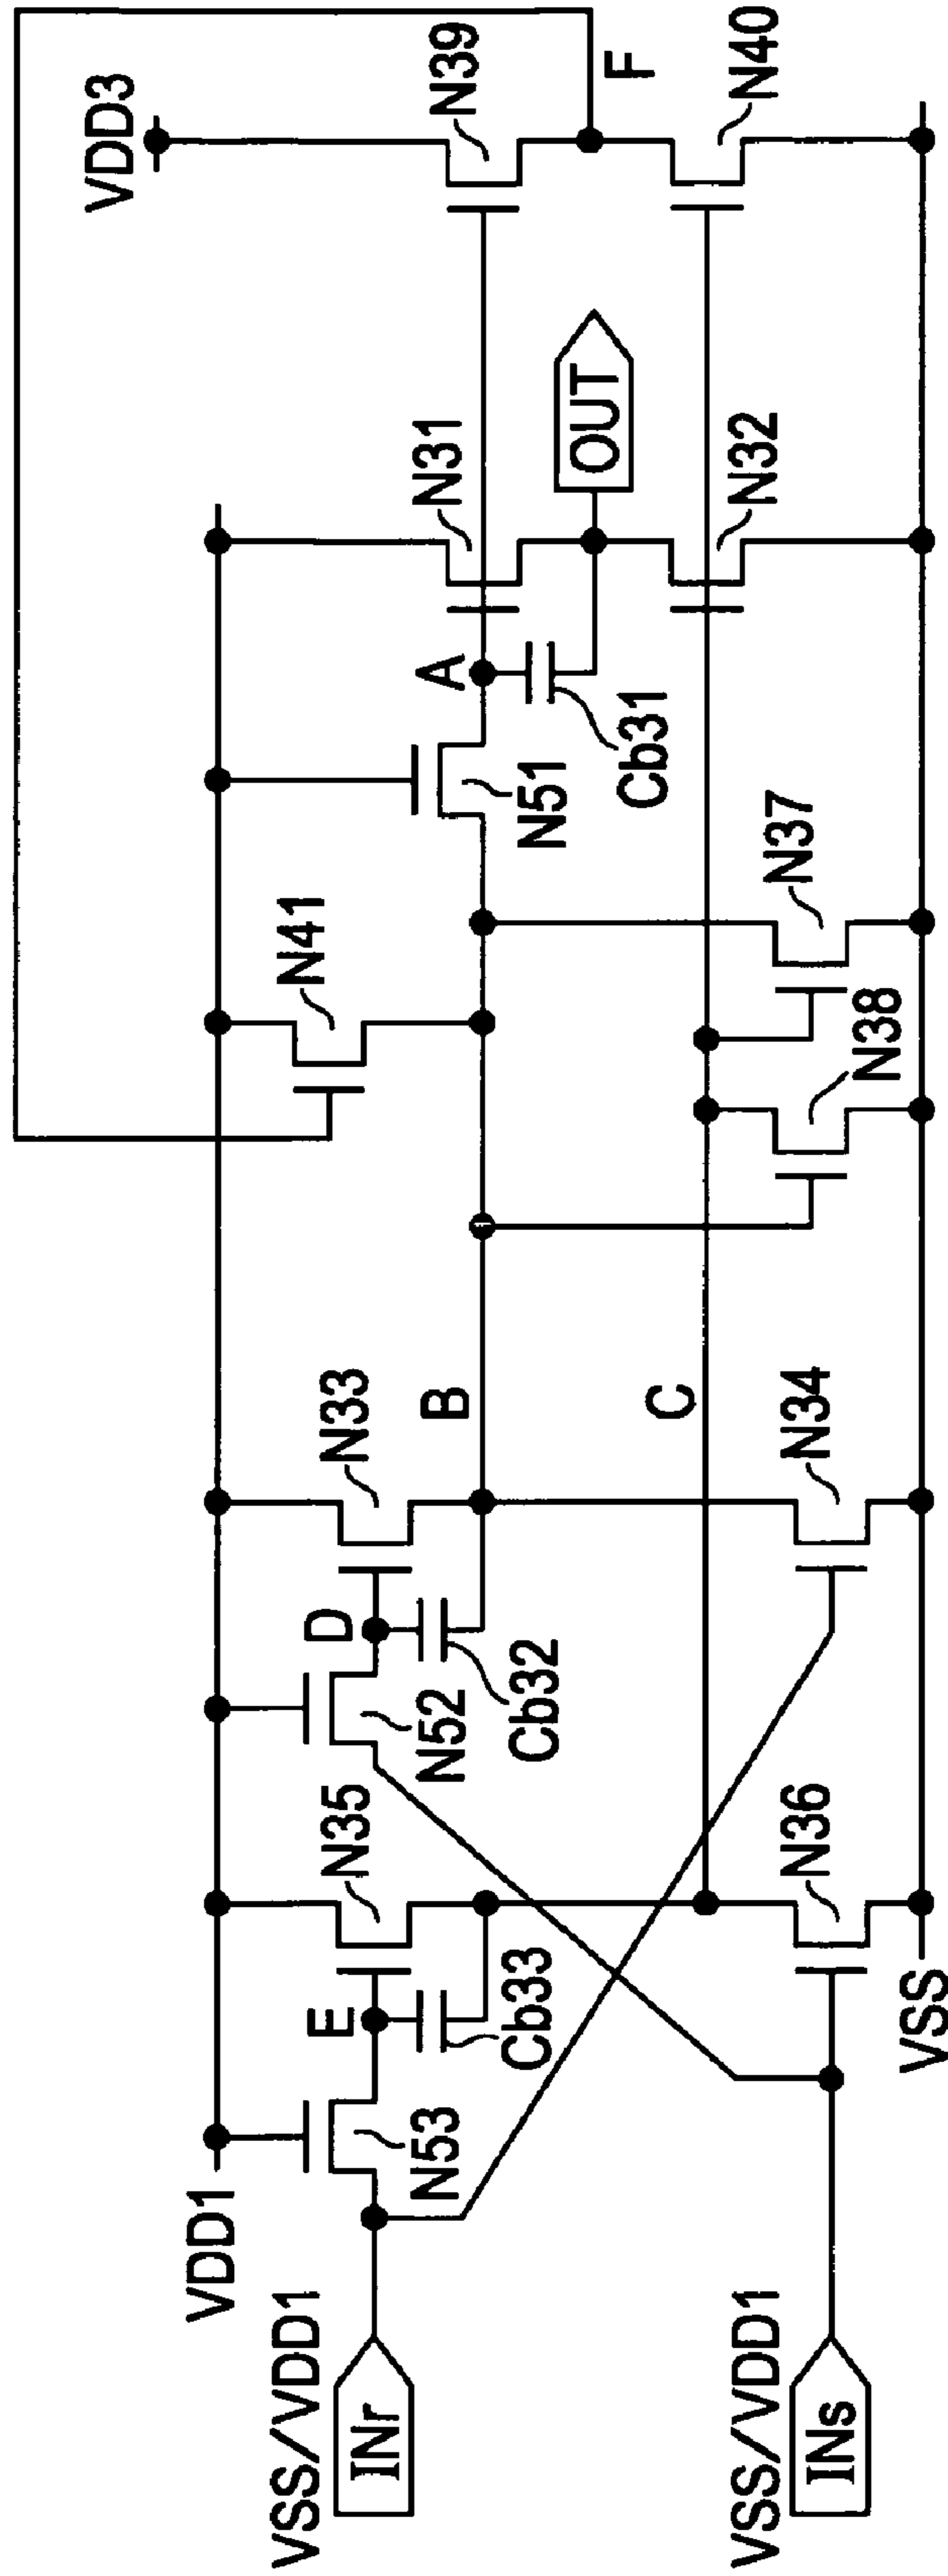 VDD3
N39
F
N40
N31
A
OUT
N32
Cb31
N51
N41
N37
N38
N33
B
C
N34
D
N52
Cb32
N35
N36
E
Cb33
N53
VSS
VDD1
VSS/VDD1
INr
VSS/VDD1
INs